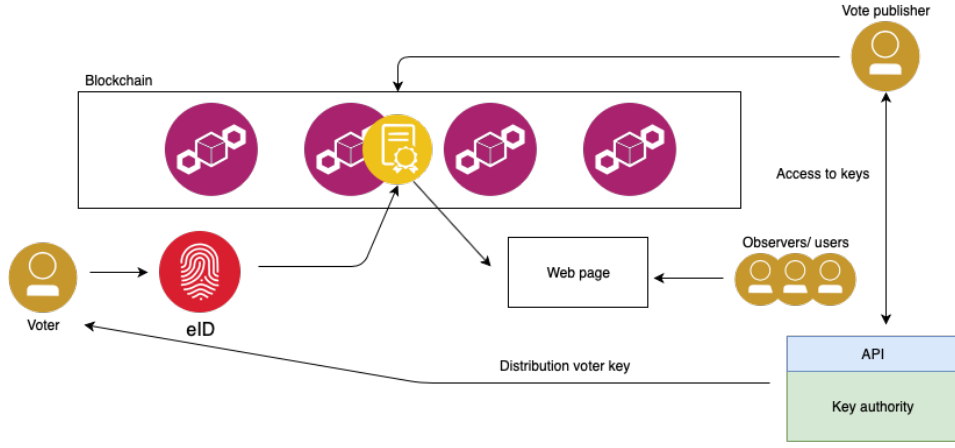 Vote publisher
Blockchain
Access to keys
Observers/ users
Web page
Voter
eID
API
Distribution voter key
Key authority